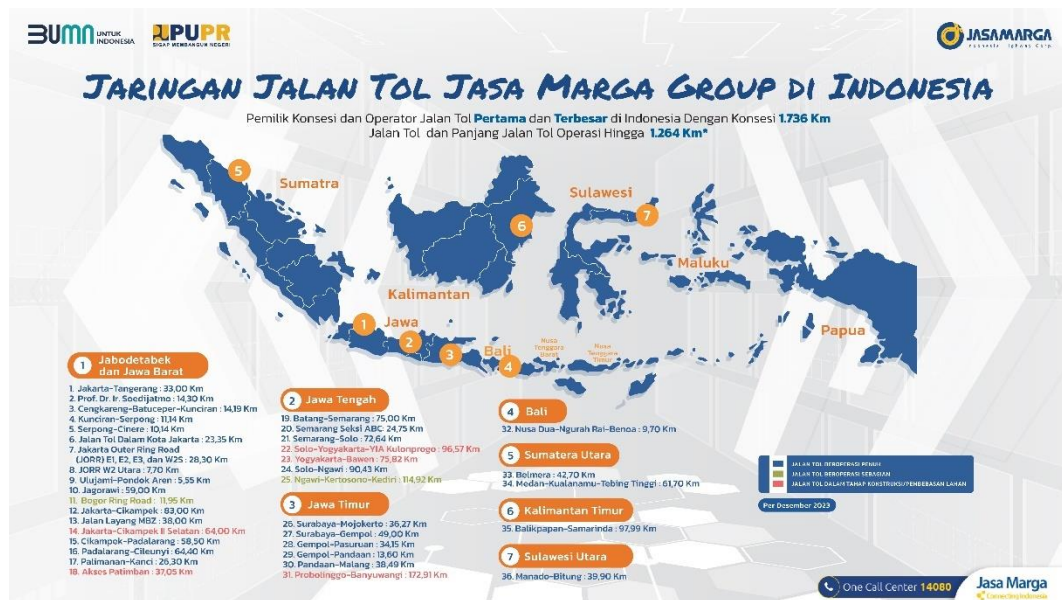 BUMN UNTUK INDONESIA
PUPR
SIGAP MEMBANGUN NEGERI
JASAMARGA
Indonesia Highway Corp
JARINGAN JALAN TOL JASA MARGA GROUP DI INDONESIA
Pemilik Konsesi dan Operator Jalan Tol Pertama dan Terbesar di Indonesia Dengan Konsesi 1.736 Km
Jalan Tol dan Panjang Jalan Tol Operasi Hingga 1.264 Km*
5
Sumatra
Sulawesi
7
6
Maluku
Kalimantan
1
Jawa
2
3
Bali
4
Nusa
Tenggara
Barat
Nusa
Tenggara
Timur
Papua
1 Jabodetabek
dan Jawa Barat
1. Jakarta-Tangerang : 33,00 Km
2. Prof. Dr. Ir. Soedijatmo : 14,30 Km
3. Cengkareng-Batuceper-Kunciran : 14,19 Km
4. Kunciran-Serpong : 11,14 Km
5. Serpong-Cinere : 10,14 Km
6. Jalan Tol Dalam Kota Jakarta : 23,35 Km
7. Jakarta Outer Ring Road
(JORR) E1, E2, E3, dan W2S : 28,30 Km
8. JORR W2 Utara : 7,70 Km
9. Ulujami-Pondok Aren : 5,55 Km
10. Jagorawi : 59,00 Km
11. Bogor Ring Road : 11,95 Km
12. Jakarta-Cikampek : 83,00 Km
13. Jalan Layang MBZ : 38,00 Km
14. Jakarta-Cikampek II Selatan : 64,00 Km
15. Cikampek-Padalarang : 58,50 Km
16. Padalarang-Cileunyi : 64,40 Km
17. Palimanan-Kanci : 26,30 Km
18. Akses Patimban : 37,05 Km
2 Jawa Tengah
19. Batang-Semarang : 75,00 Km
20. Semarang Seksi ABC : 24,75 Km
21. Semarang-Solo : 72,64 Km
22. Solo-Yogyakarta-YIA Kulonprogo : 96,57 Km
23. Yogyakarta-Bawen : 75,82 Km
24. Solo-Ngawi : 90,43 Km
25. Ngawi-Kertosono-Kediri : 114,92 Km
3 Jawa Timur
26. Surabaya-Mojokerto : 36,27 Km
27. Surabaya-Gempol : 49,00 Km
28. Gempol-Pasuruan : 34,15 Km
29. Gempol-Pandaan : 13,60 Km
30. Pandaan-Malang : 38,49 Km
31. Probolinggo-Banyuwangi : 172,91 Km
4 Bali
32. Nusa Dua-Ngurah Rai-Benoa : 9,70 Km
5 Sumatera Utara
33. Belmera : 42,70 Km
34. Medan-Kualanamu-Tebing Tinggi : 61,70 Km
6 Kalimantan Timur
35. Balikpapan-Samarinda : 97,99 Km
7 Sulawesi Utara
36. Manado-Bitung : 39,90 Km
JALAN TOL BEROPERASI PENUH
JALAN TOL BEROPERASI SEBAGIAN
JALAN TOL DALAM TAHAP KONSTRUKSI/PEMBEBASAN LAHAN
Per Desember 2023
One Call Center 14080
Jasa Marga
Connecting Indonesia